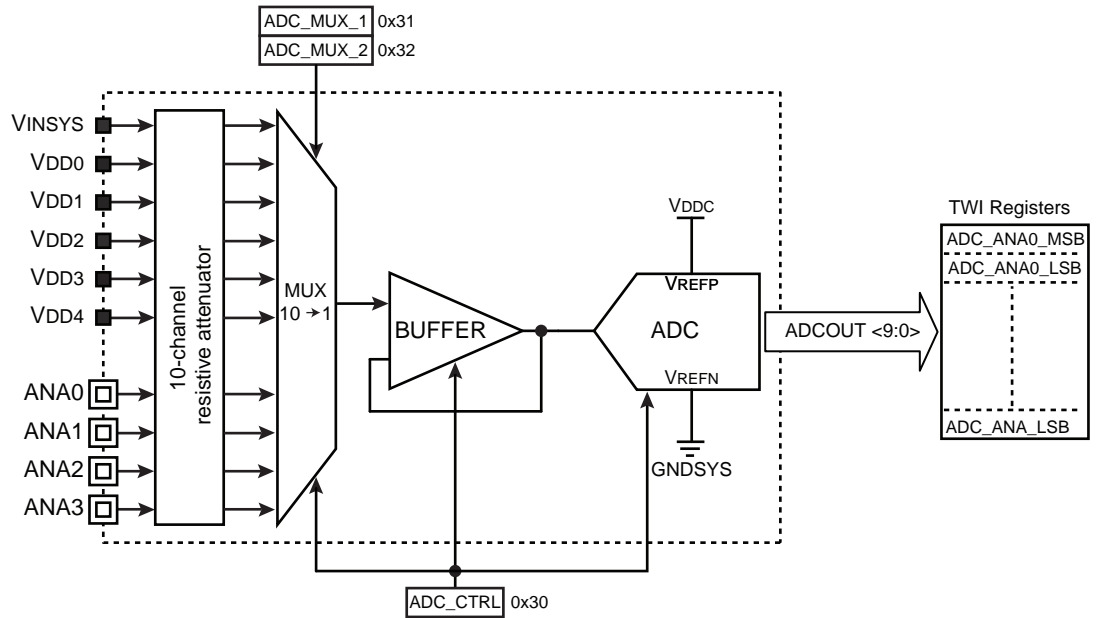 ADC_MUX_1 0x31
ADC_MUX_2 0x32
VINSYS
VDD0
VDD1
VDD2
VDD3
VDD4
ANA0
ANA1
ANA2
ANA3
10-channel
resistive attenuator
MUX
10 → 1
BUFFER
VDDC
VREFP
ADC
VREFN
GNDSYS
ADCOUT <9:0>
TWI Registers
ADC_ANA0_MSB
ADC_ANA0_LSB
ADC_ANA_LSB
ADC_CTRL 0x30